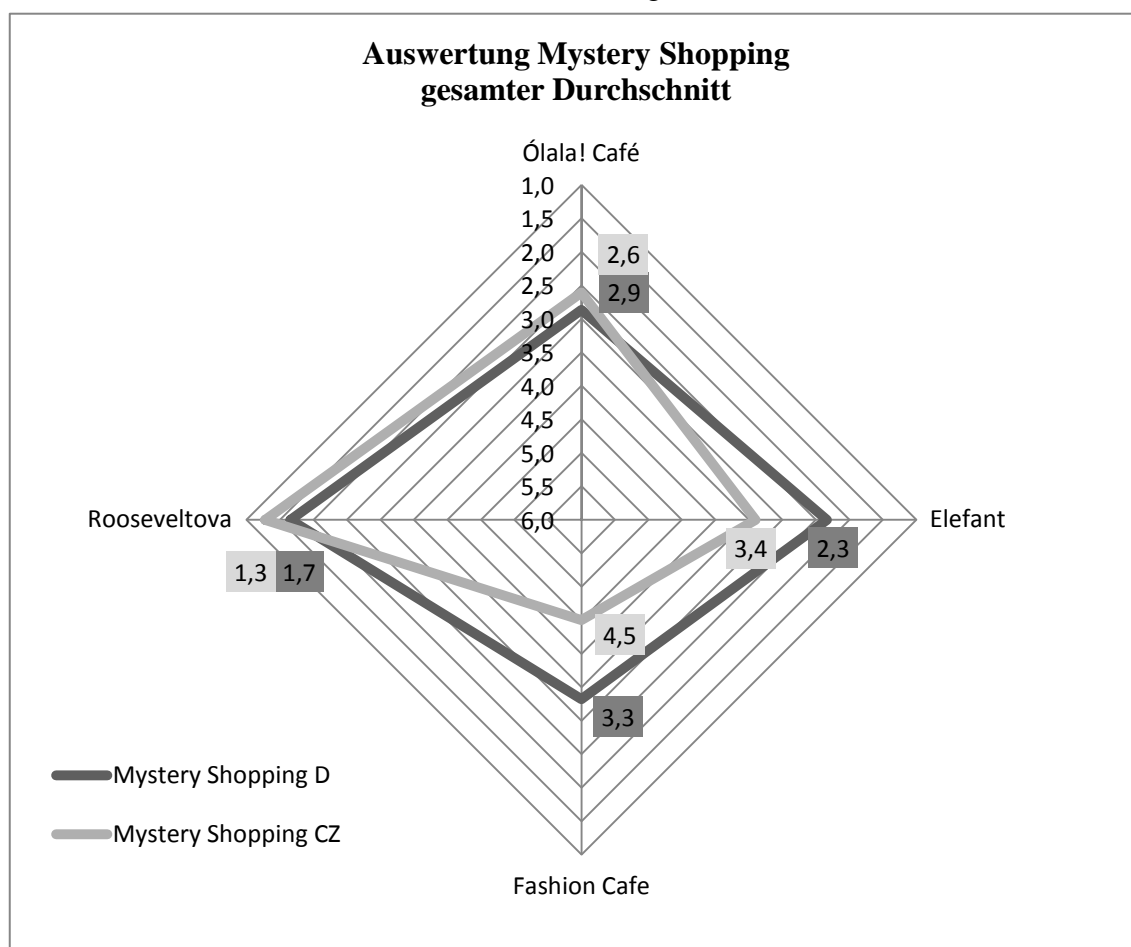 Auswertung Mystery Shopping
gesamter Durchschnitt
Ólala! Café
1,0
1,5
2,0
2,5
3,0
3,5
4,0
4,5
5,0
5,5
6,0
2,6
2,9
Rooseveltova
Elefant
1,3
1,7
3,4
2,3
4,5
3,3
Mystery Shopping D
Mystery Shopping CZ
Fashion Cafe